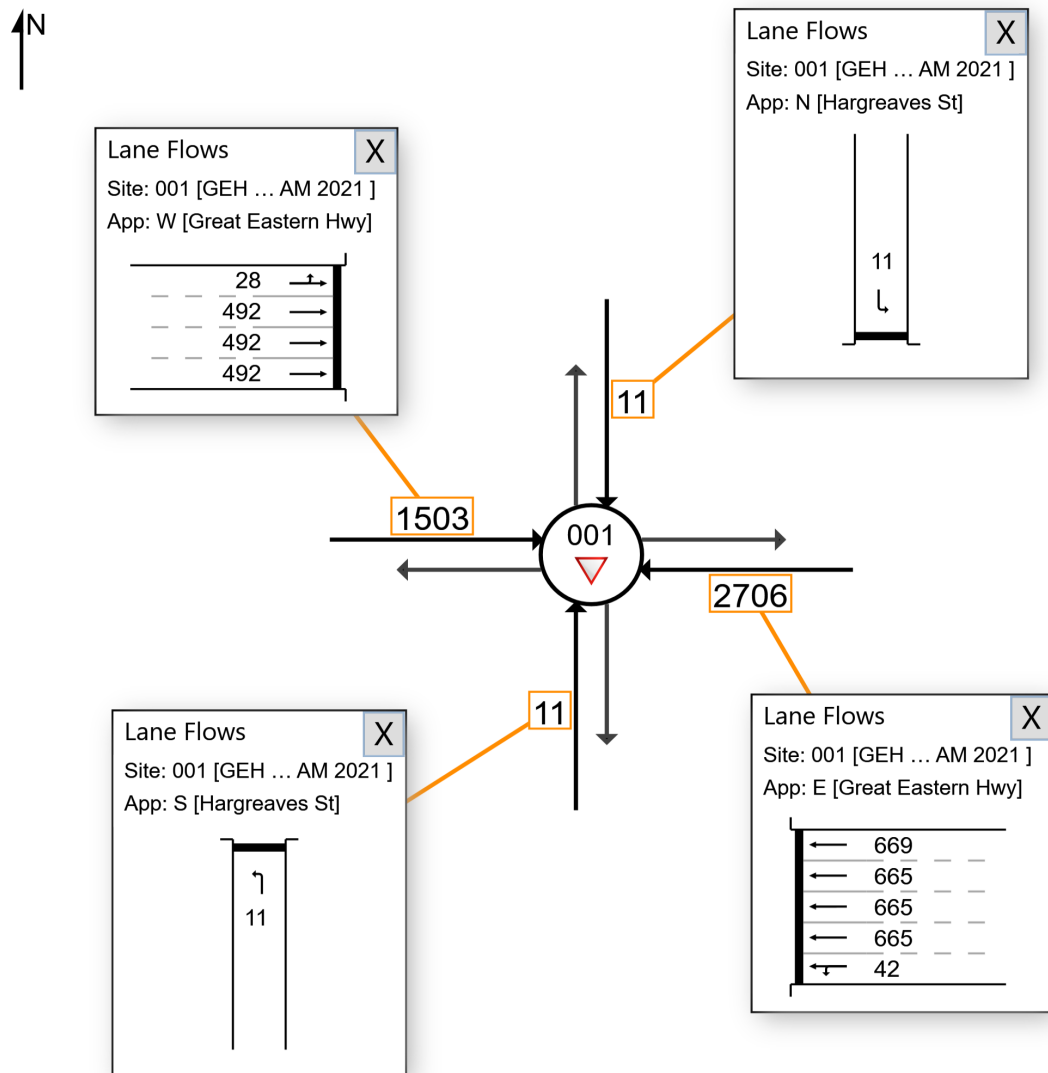 N
Lane Flows
X
Site: 001 [GEH ... AM 2021 ]
App: N [Hargreaves St]
11
Lane Flows
X
Site: 001 [GEH ... AM 2021 ]
App: W [Great Eastern Hwy]
28
492
492
492
11
1503
001
2706
11
Lane Flows
X
Site: 001 [GEH ... AM 2021 ]
App: S [Hargreaves St]
11
Lane Flows
X
Site: 001 [GEH ... AM 2021 ]
App: E [Great Eastern Hwy]
669
665
665
665
42